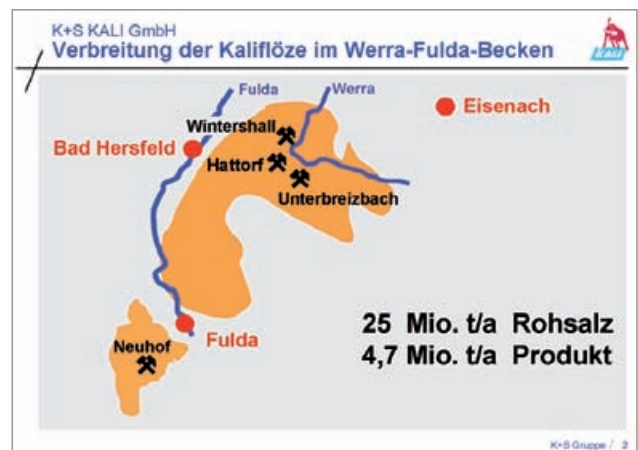 K+S KALI GmbH
Verbreitung der Kaliflöze im Werra-Fulda-Becken
KALI
Fulda
Werra
Eisenach
Wintershall
Bad Hersfeld
Hattorf
Unterbreizbach
25 Mio. t/a Rohsalz
Fulda
Neuhof
4,7 Mio. t/a Produkt
K+S Gruppe / 2